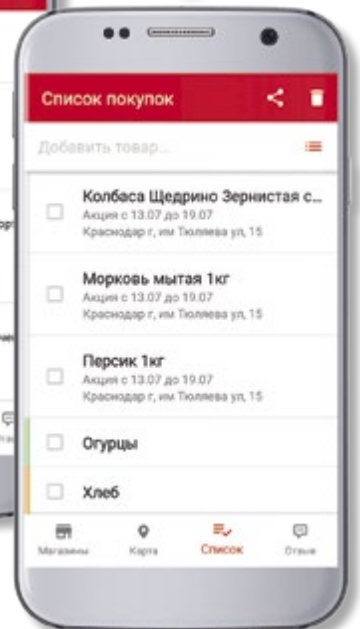 Список покупок
Добавить товар...
Колбаса Щедрино Зернистая с...
Акция с 13.07 до 19.07
Краснодар г, им Тюляева ул, 15
Морковь мытая 1кг
Акция с 13.07 до 19.07
Краснодар г, им Тюляева ул, 15
Персик 1кг
Акция с 13.07 до 19.07
Краснодар г, им Тюляева ул, 15
Огурцы
Хлеб
Магазины Карта Список Отзыв